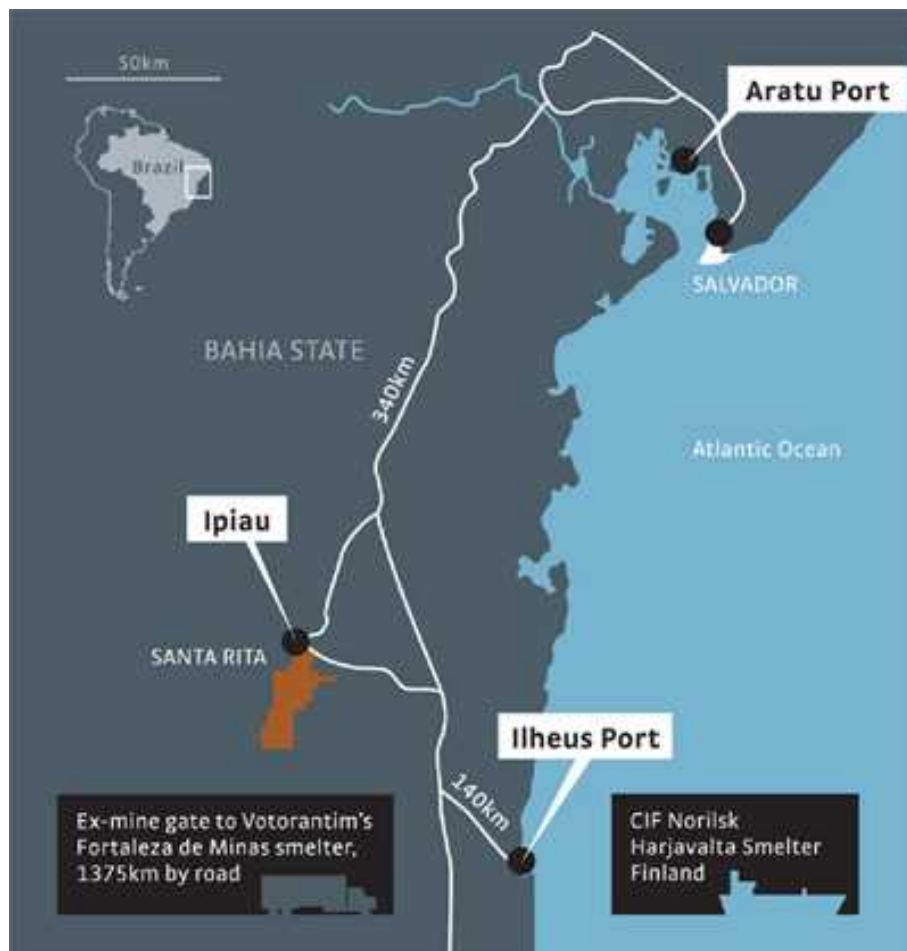 50km
Brazil
Aratu Port
SALVADOR
BAHIA STATE
340km
Atlantic Ocean
Ipiau
SANTA RITA
Ilheus Port
140km
Ex-mine gate to Votorantim's
Fortaleza de Minas smelter,
1375km by road
CIF Norilsk
Harjavalta Smelter
Finland